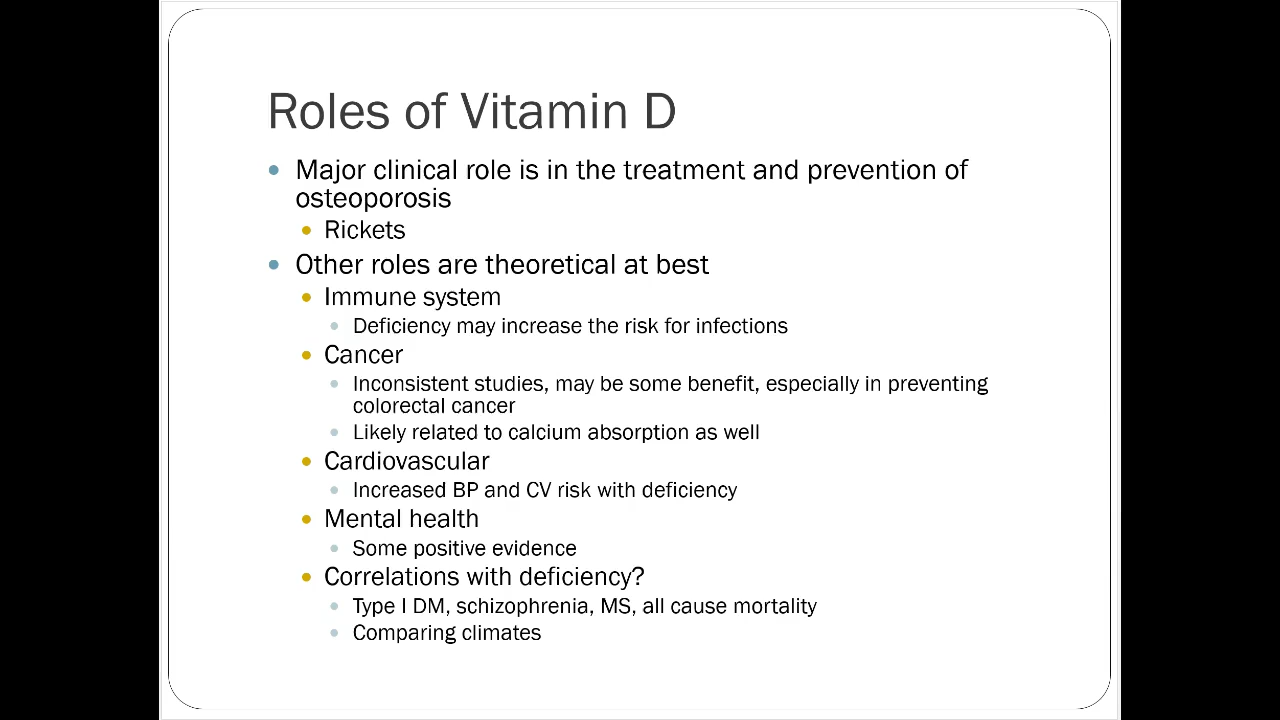 Roles of Vitamin D
Major clinical role is in the treatment and prevention of
osteoporosis
Rickets
Other roles are theoretical at best
Immune system
Deficiency may increase the risk for infections
Cancer
Inconsistent studies, may be some benefit, especially in preventing
colorectal cancer
Likely related to calcium absorption as well
Cardiovascular
Increased BP and CV risk with deficiency
Mental health
Some positive evidence
Correlations with deficiency?
Type I DM, schizophrenia, MS, all cause mortality
Comparing climates